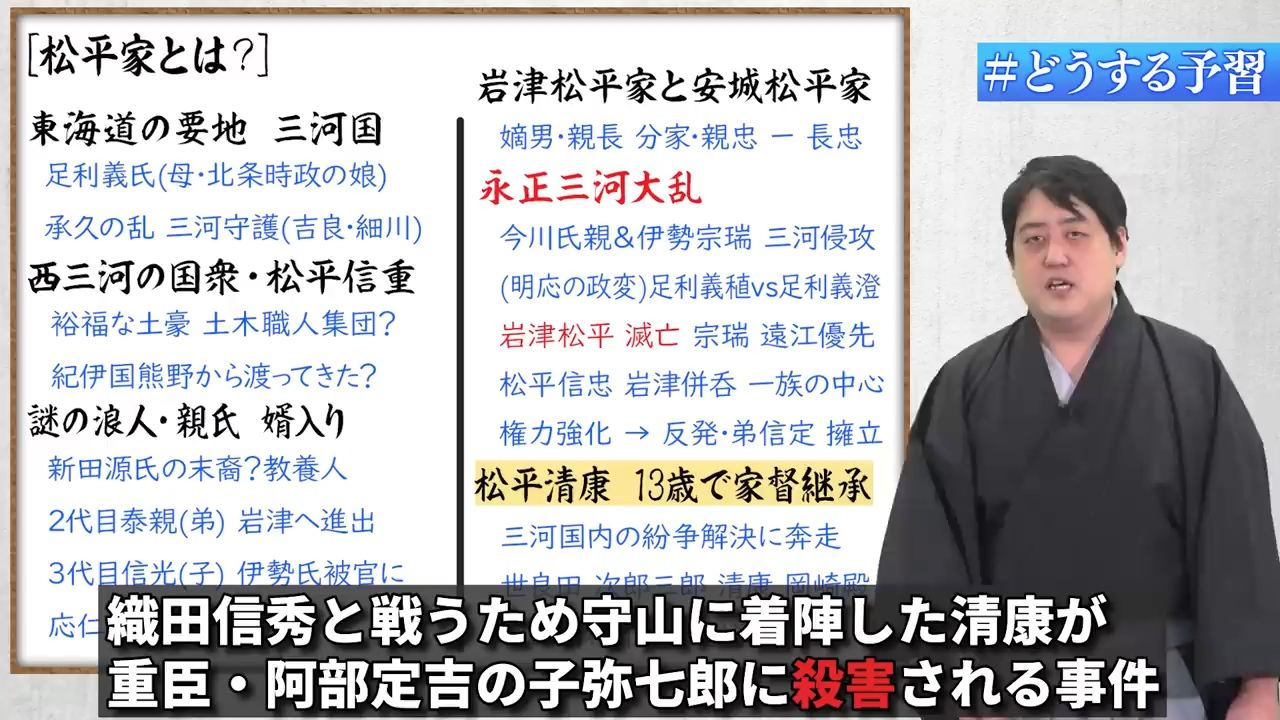 [松平家とは?]
東海道の要地 三河国
足利義氏(母・北条時政の娘)
承久の乱 三河守護(吉良・細川)
西三河の国衆・松平信重
裕福な土豪 土木職人集団?
紀伊国熊野から渡ってきた?
謎の浪人・親氏 婿入り
新田源氏の末裔?教養人
2代目泰親(弟) 岩津へ進出
3代目信光(子) 伊勢氏被官に
応仁
岩津松平家と安城松平家
嫡男・親長 分家・親忠 ー 長忠
永正三河大乱
今川氏親&伊勢宗瑞 三河侵攻
(明応の政変)足利義稙vs足利義澄
岩津松平 滅亡 宗瑞 遠江優先
松平信忠 岩津併呑 一族の中心
権力強化 → 反発・弟信定 擁立
松平清康 13歳で家督継承
三河国内の紛争解決に奔走
世良田 次郎三郎 清康 岡崎殿
#どうする予習
織田信秀と戦うため守山に着陣した清康が
重臣・阿部定吉の子弥七郎に殺害される事件